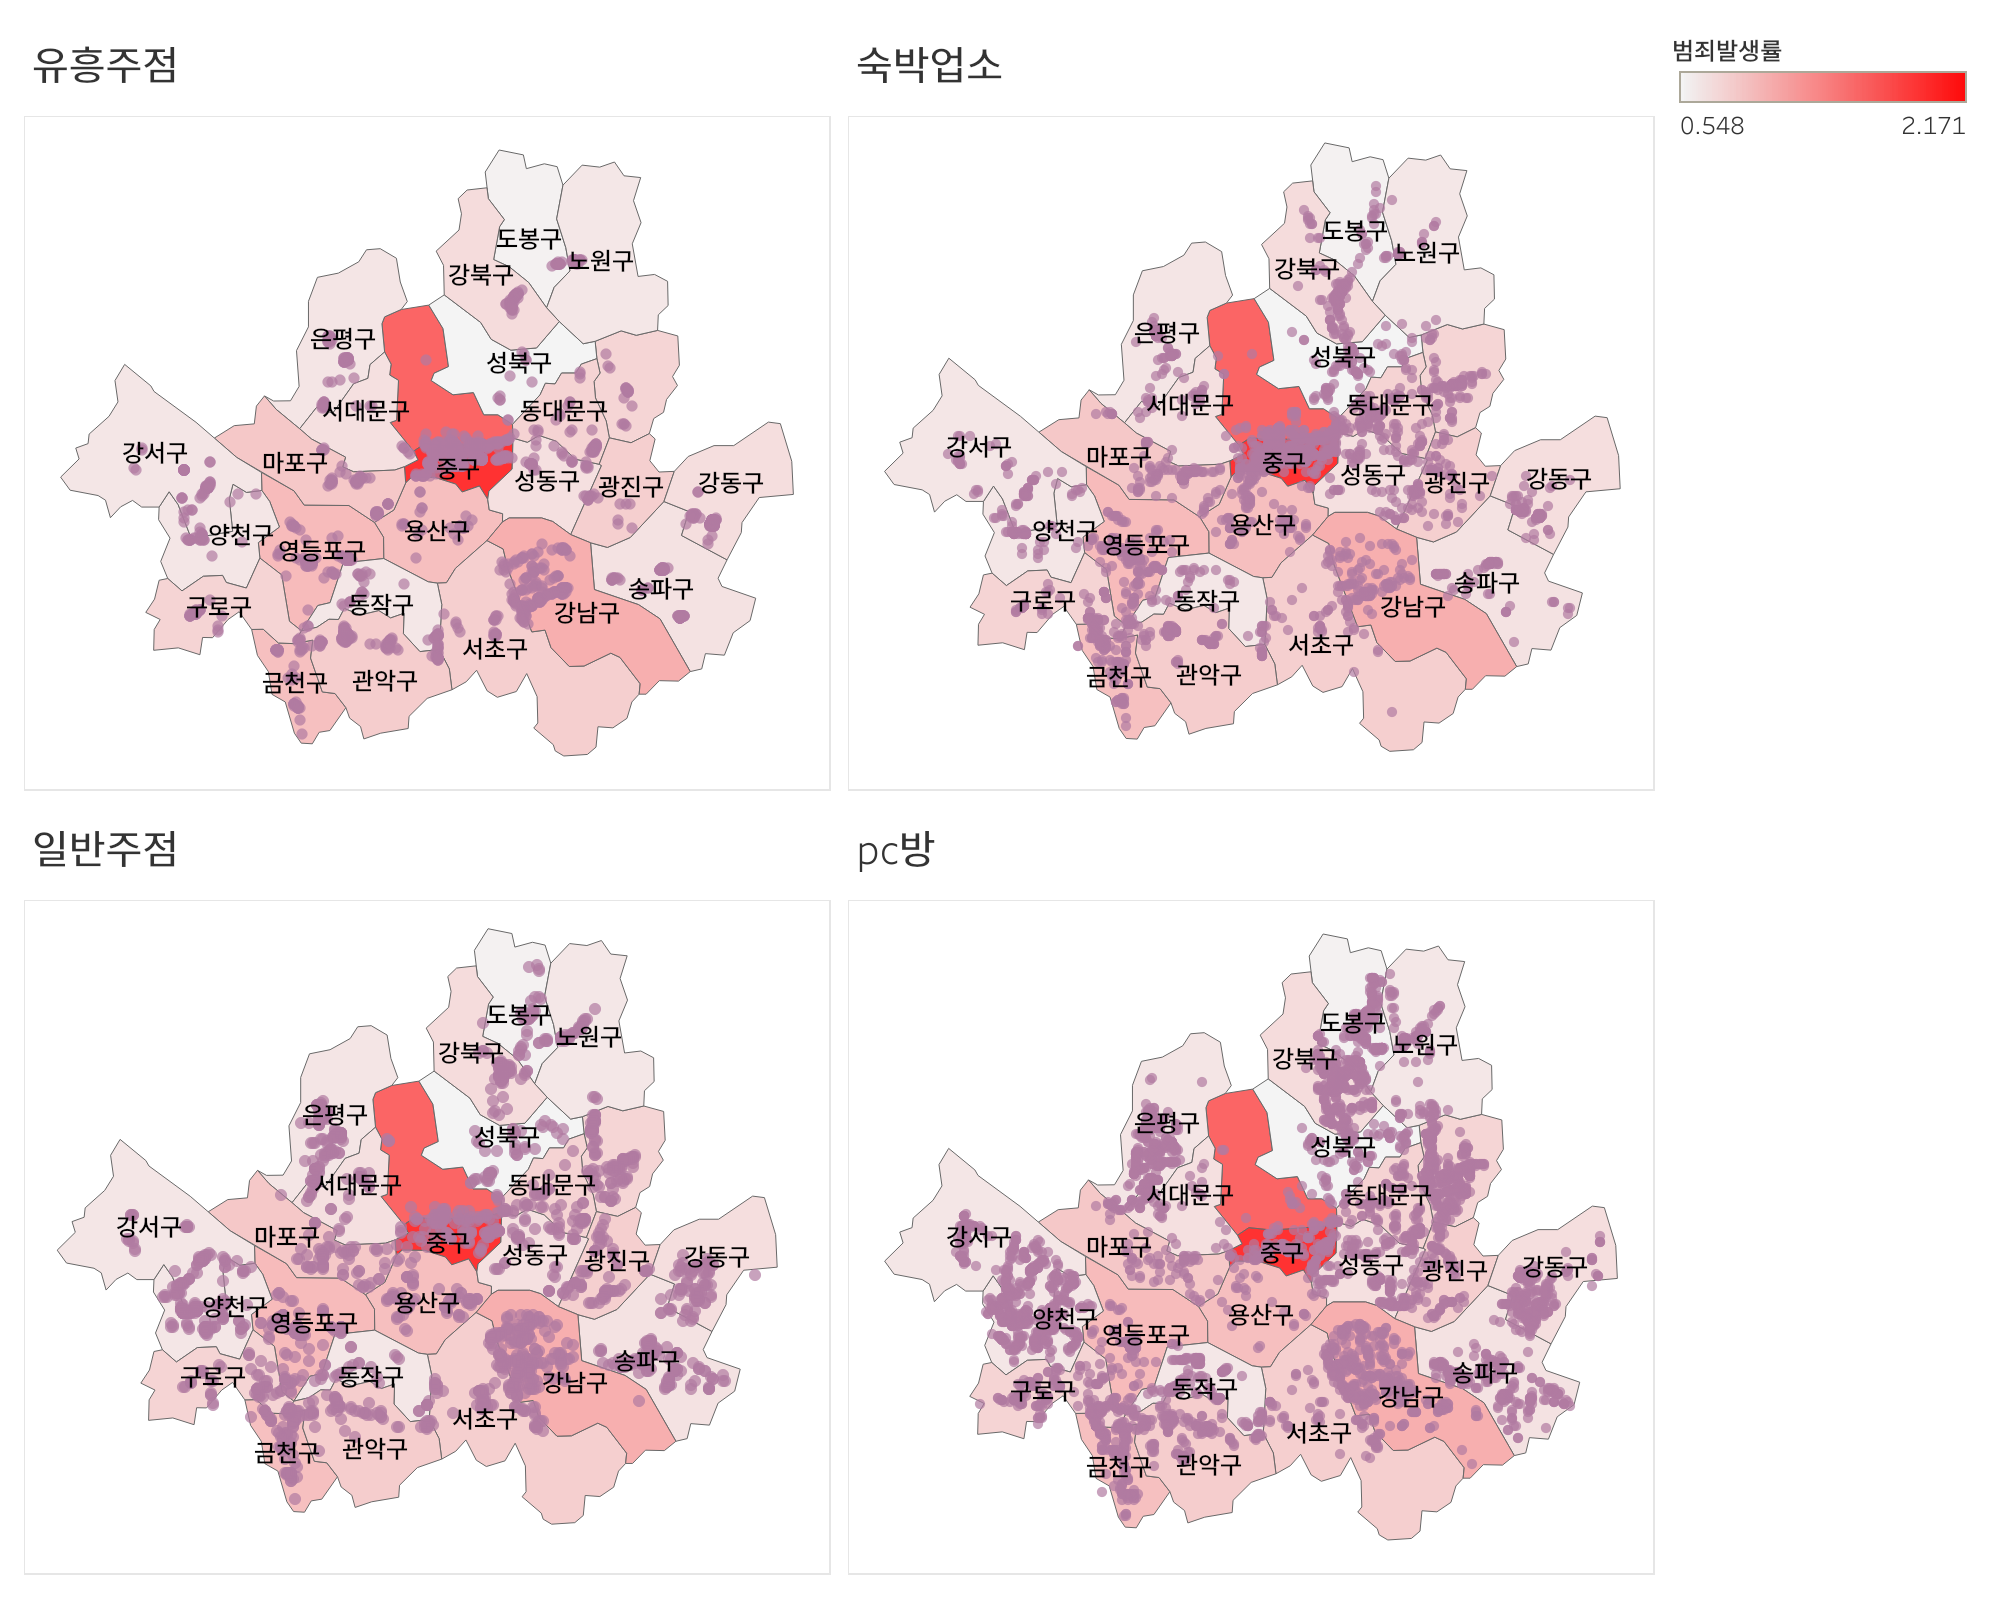 유흥주점
숙박업소
범죄발생률
0.548
2.171
도봉구
노원구
강북구
은평구
성북구
서대문구
동대문구
강서구
마포구
중구
성동구
광진구
강동구
양천구
영등포구
용산구
구로구
동작구
송파구
강남구
서초구
금천구
관악구
도봉구
노원구
강북구
은평구
성북구
서대문구
동대문구
강서구
마포구
중구
성동구
광진구
강동구
양천구
영등포구
용산구
구로구
동작구
송파구
강남구
서초구
금천구
관악구
일반주점
pc방
도봉구
노원구
강북구
은평구
성북구
서대문구
동대문구
강서구
마포구
중구
성동구
광진구
강동구
양천구
영등포구
용산구
구로구
동작구
송파구
강남구
서초구
금천구
관악구
도봉구
노원구
강북구
은평구
성북구
서대문구
동대문구
강서구
마포구
중구
성동구
광진구
강동구
양천구
영등포구
용산구
구로구
동작구
송파구
강남구
서초구
금천구
관악구